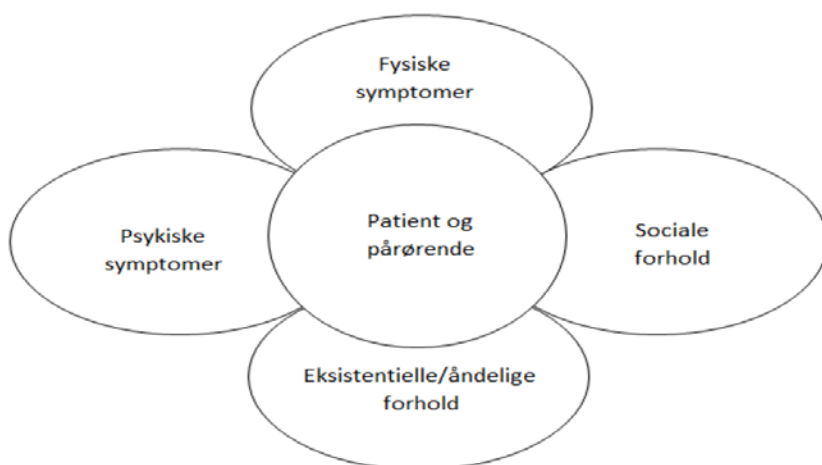 Fysiske
symptomer
Psykiske
symptomer
Patient og
pårørende
Sociale
forhold
Eksistentielle/åndelige
forhold